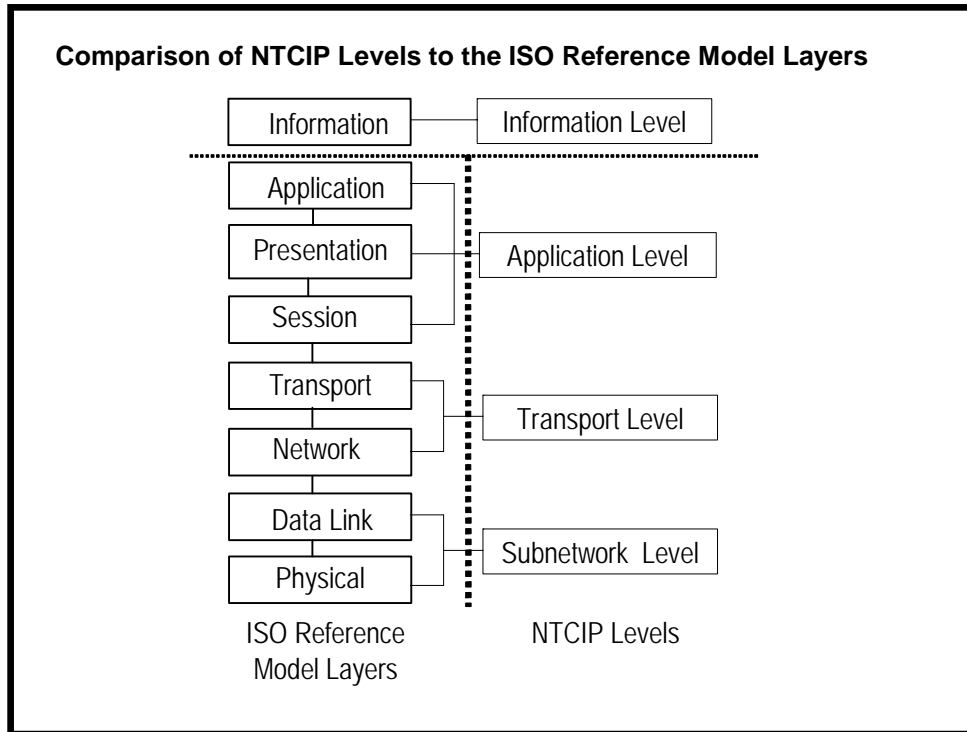 Comparison of NTCIP Levels to the ISO Reference Model Layers
Information
Information Level
Application
Presentation
Application Level
Session
Transport
Transport Level
Network
Data Link
Subnetwork Level
Physical
ISO Reference
Model Layers
NTCIP Levels